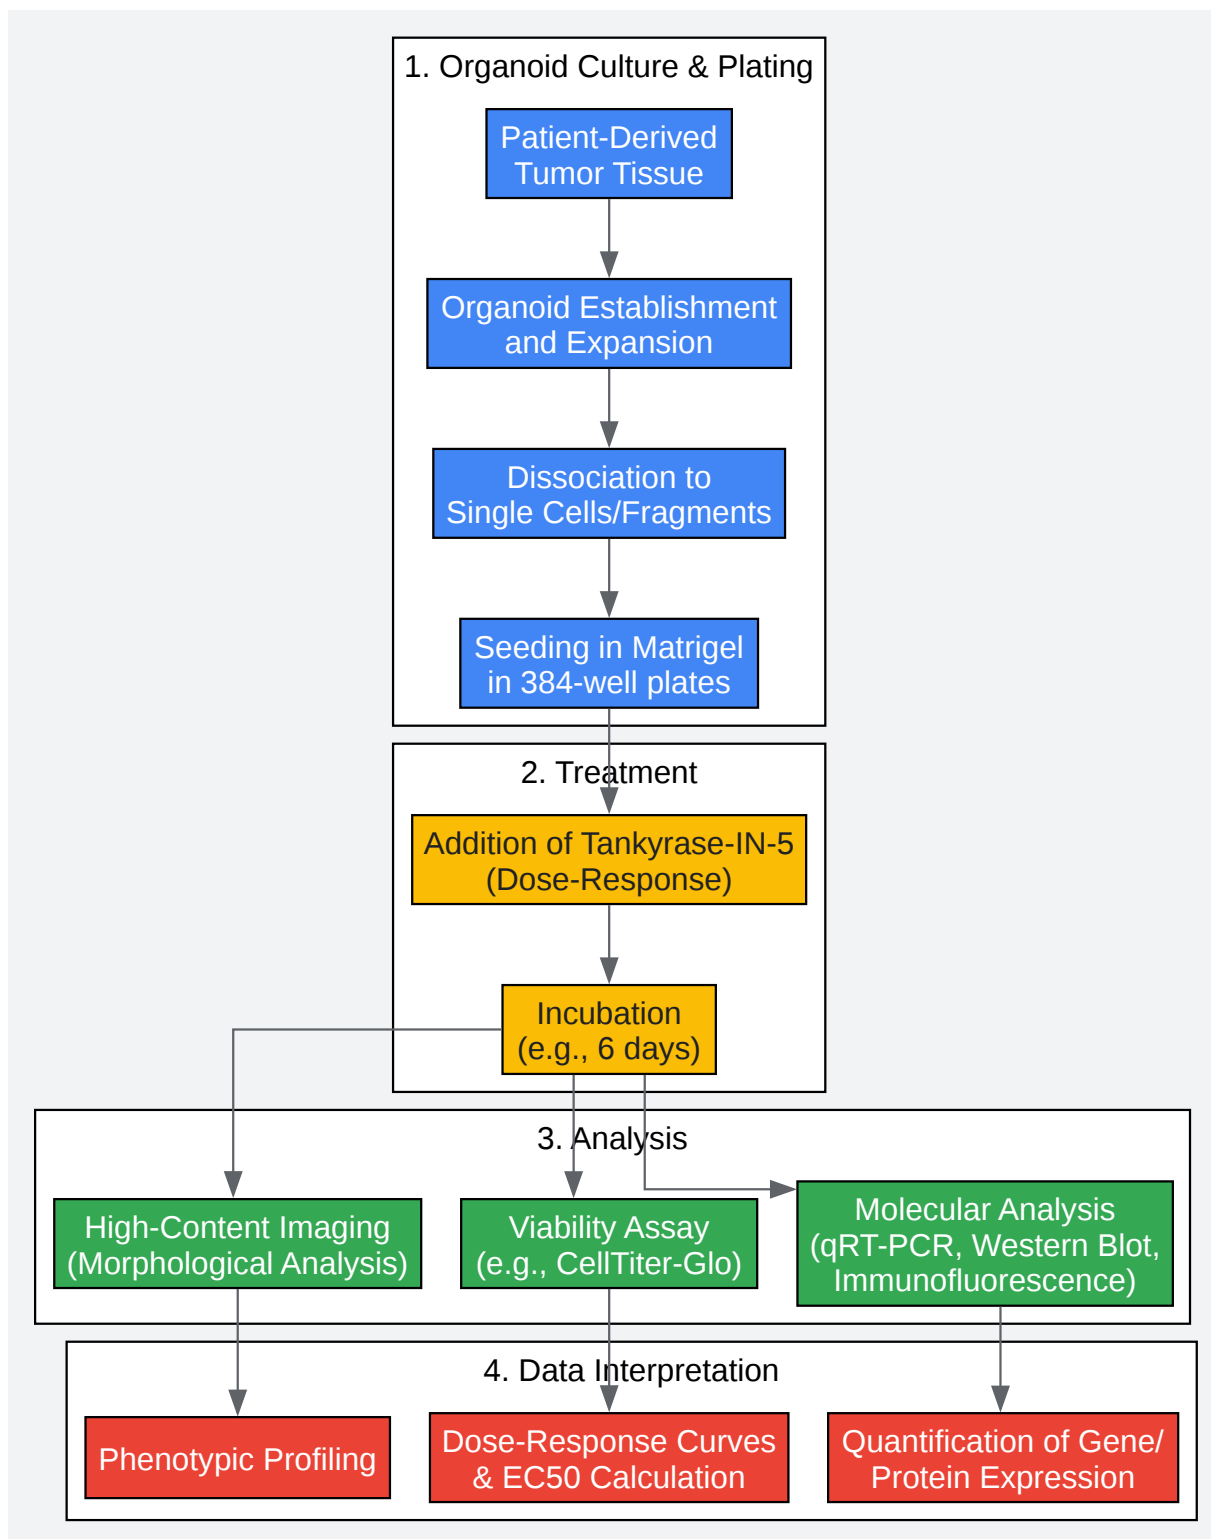 1. Organoid Culture & Plating
Patient-Derived
Tumor Tissue
Organoid Establishment
and Expansion
Dissociation to
Single Cells/Fragments
Seeding in Matrigel
in 384-well plates
2. Treatment
Addition of Tankyrase-IN-5
(Dose-Response)
Incubation
(e.g., 6 days)
3. Analysis
High-Content Imaging
(Morphological Analysis)
Viability Assay
(e.g., CellTiter-Glo)
Molecular Analysis
(qRT-PCR, Western Blot,
Immunofluorescence)
4. Data Interpretation
Phenotypic Profiling
Dose-Response Curves
& EC50 Calculation
Quantification of Gene/
Protein Expression